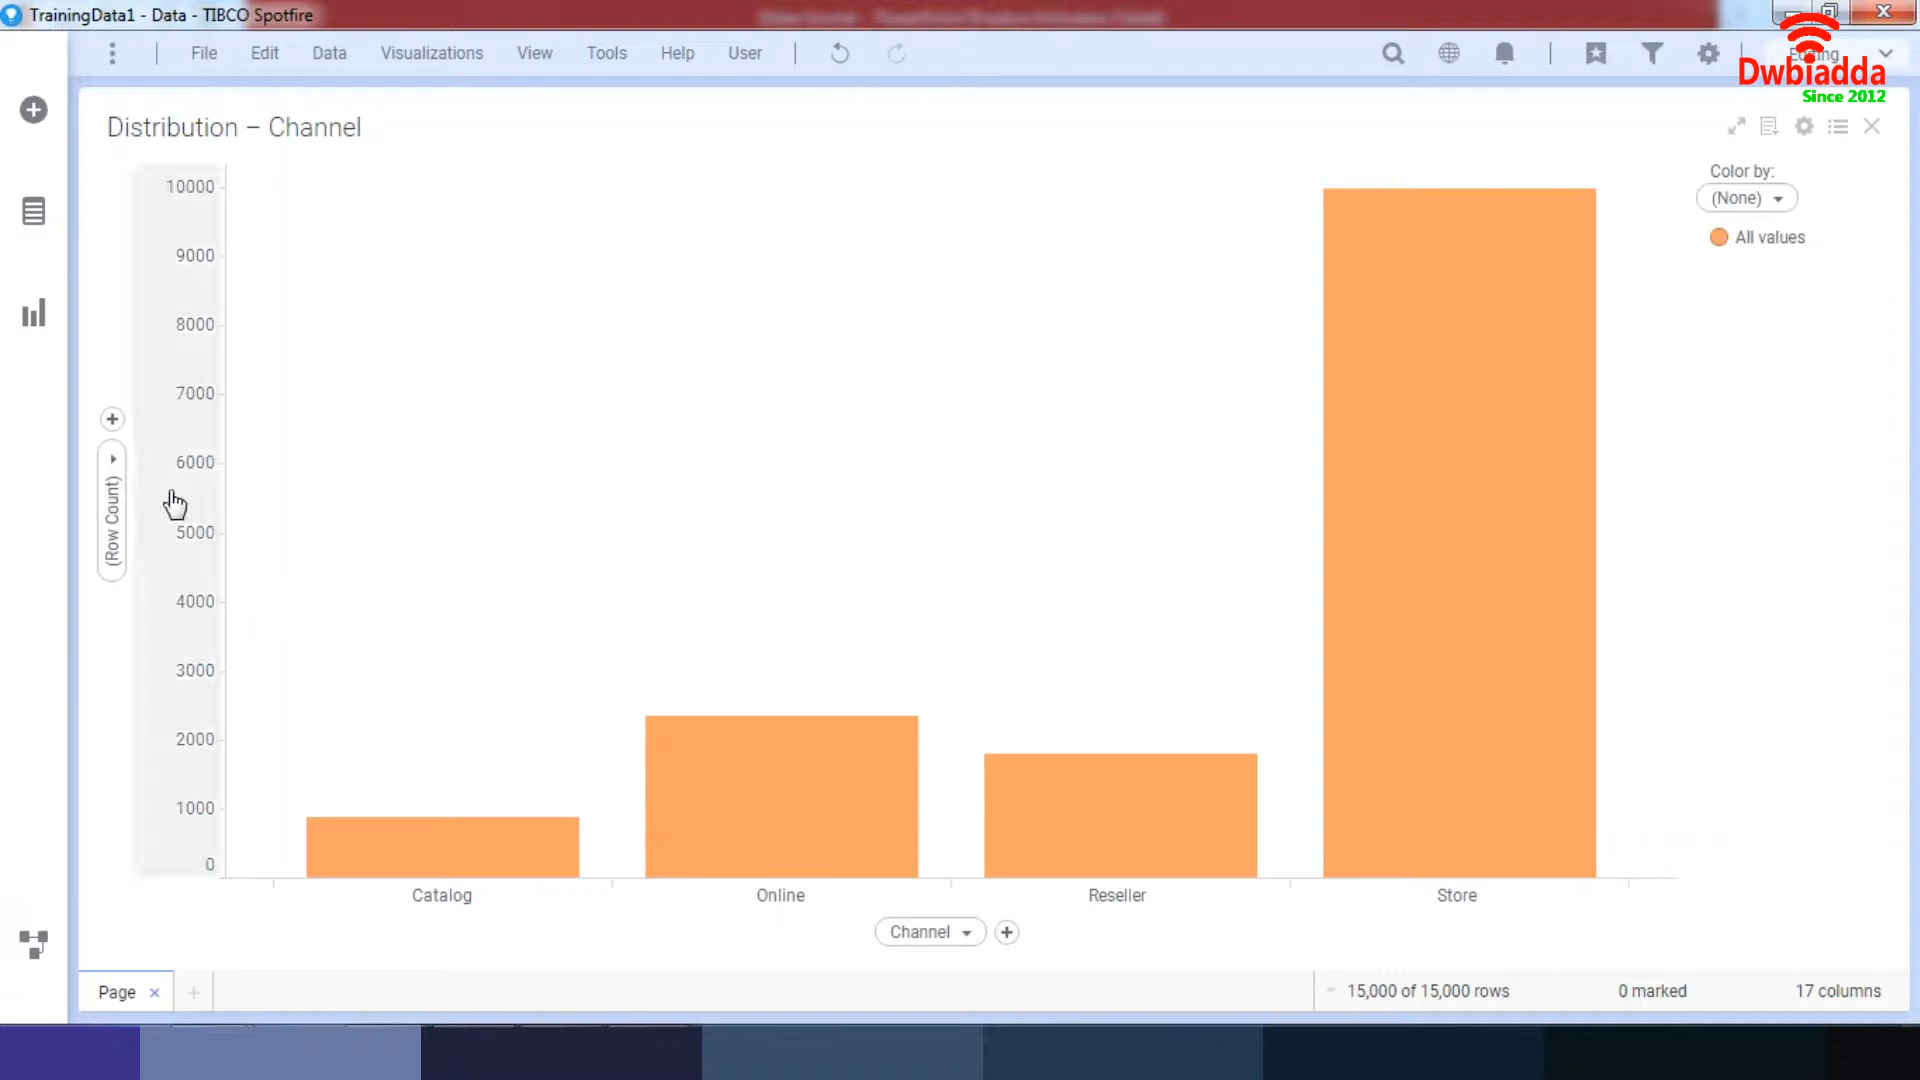 TrainingData1 - Data - TIBCO Spotfire
File Edit Data Visualizations View Tools Help User
Editing
Dwbiadda
Since 2012
Distribution – Channel
Color by:
(None)
All values
10000
9000
8000
7000
6000
5000
4000
3000
2000
1000
0
(Row Count)
Catalog Online Reseller Store
Channel
Page
15,000 of 15,000 rows 0 marked 17 columns